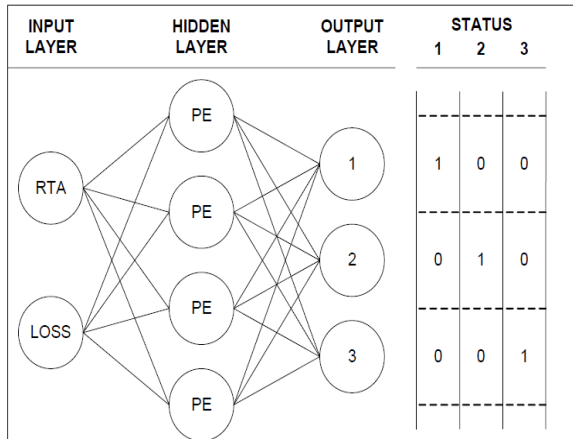 INPUT LAYER
HIDDEN LAYER
OUTPUT LAYER
STATUS
1 2 3
PE
RTA
PE
LOSS
PE
PE
1
2
3
1 0 0
0 1 0
0 0 1